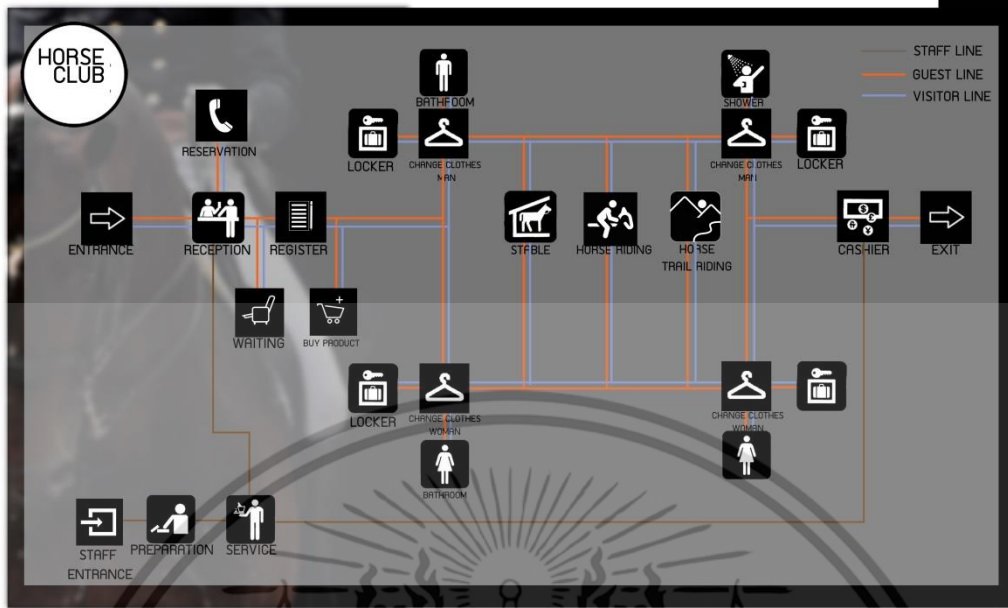 HORSE
CLUB
STAFF LINE
GUEST LINE
VISITOR LINE
BATHROOM
SHOWER
RESERVATION
LOCKER
CHANGE CLOTHES
MAN
CHANGE CLOTHES
MAN
LOCKER
ENTRANCE
RECEPTION
REGISTER
STABLE
HORSE RIDING
HORSE
TRAIL RIDING
CASHIER
EXIT
WAITING
BUY PRODUCT
LOCKER
CHANGE CLOTHES
WOMAN
CHANGE CLOTHES
WOMAN
BATHROOM
STAFF
ENTRANCE
PREPARATION
SERVICE